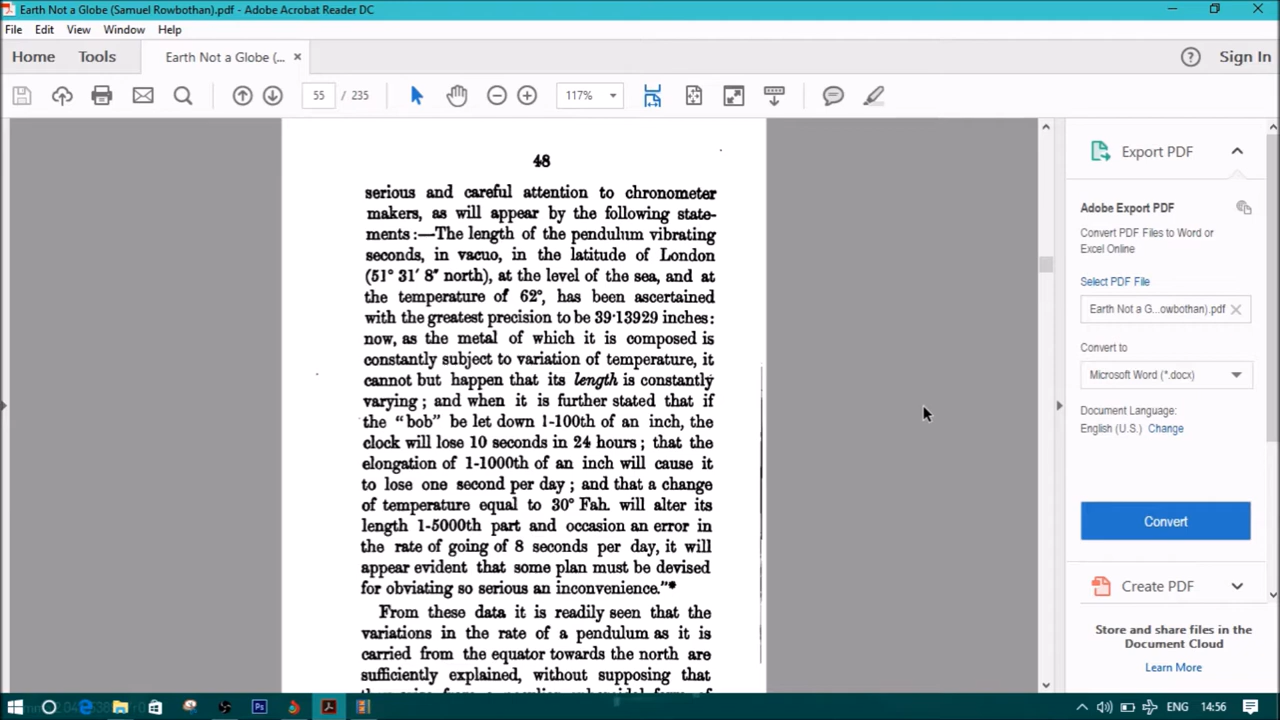 Earth Not a Globe (Samuel Rowbothan).pdf - Adobe Acrobat Reader DC
File Edit View Window Help
Home Tools Earth Not a Globe (... × Sign In
55 / 235 117%
48
serious and careful attention to chronometer
makers, as will appear by the following state-
ments :—The length of the pendulum vibrating
seconds, in vacuo, in the latitude of London
(51° 31′ 8″ north), at the level of the sea, and at
the temperature of 62°, has been ascertained
with the greatest precision to be 39·13929 inches:
now, as the metal of which it is composed is
constantly subject to variation of temperature, it
cannot but happen that its length is constantly
varying ; and when it is further stated that if
the “bob” be let down 1-100th of an inch, the
clock will lose 10 seconds in 24 hours ; that the
elongation of 1-1000th of an inch will cause it
to lose one second per day ; and that a change
of temperature equal to 30° Fah. will alter its
length 1-5000th part and occasion an error in
the rate of going of 8 seconds per day, it will
appear evident that some plan must be devised
for obviating so serious an inconvenience.”*
From these data it is readily seen that the
variations in the rate of a pendulum as it is
carried from the equator towards the north are
sufficiently explained, without supposing that
Export PDF
Adobe Export PDF
Convert PDF Files to Word or
Excel Online
Select PDF File
Earth Not a G...owbothan).pdf
Convert to
Microsoft Word (*.docx)
Document Language:
English (U.S.) Change
Convert
Create PDF
Store and share files in the
Document Cloud
Learn More
ENG 14:56